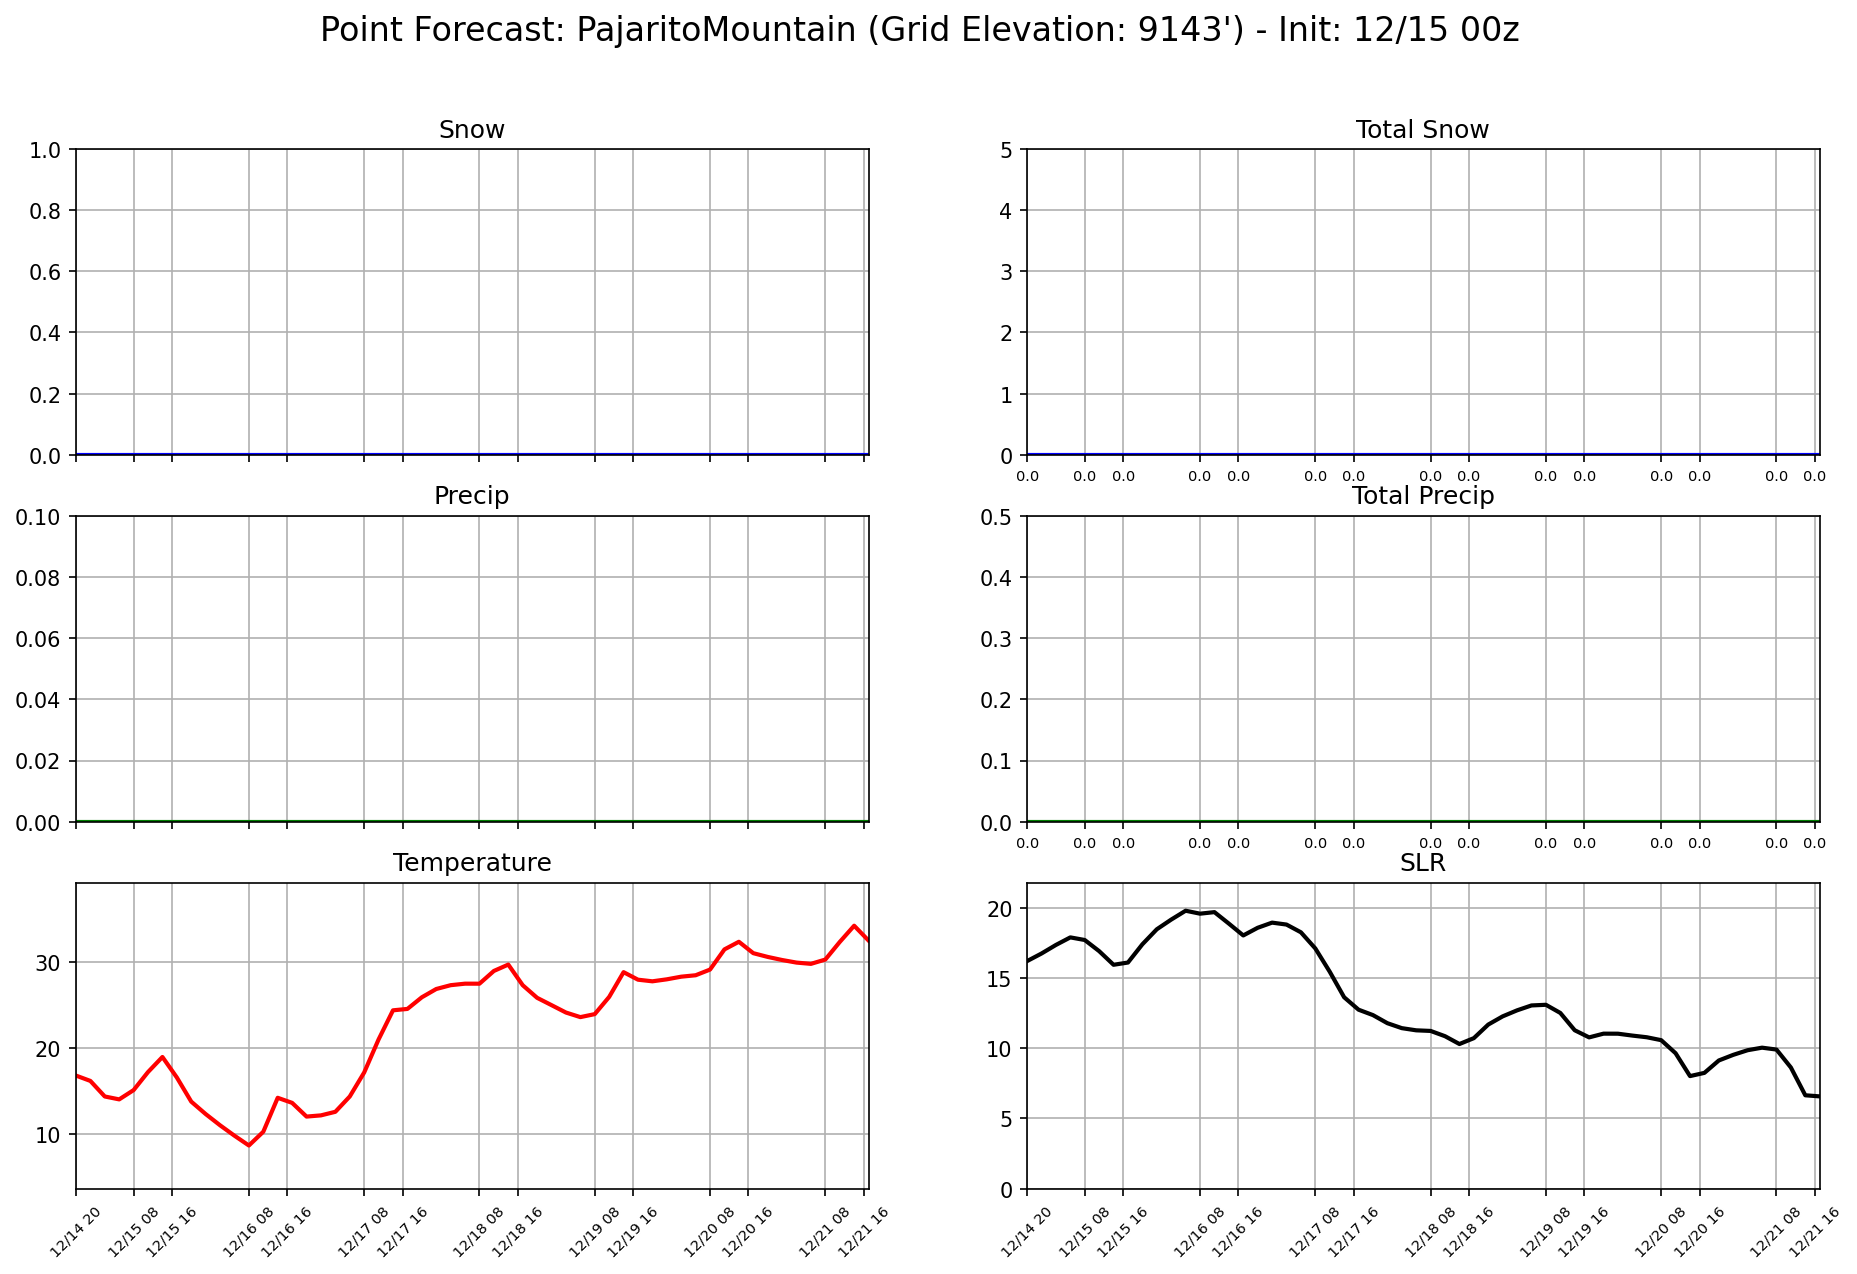 Point Forecast: PajaritoMountain (Grid Elevation: 9143') - Init: 12/15 00z
Snow
1.0
0.8
0.6
0.4
0.2
0.0
Total Snow
5
4
3
2
1
0
0.0 0.0 0.0 0.0 0.0 0.0 0.0 0.0 0.0 0.0 0.0 0.0 0.0 0.0 0.0
Precip
0.10
0.08
0.06
0.04
0.02
0.00
Total Precip
0.5
0.4
0.3
0.2
0.1
0.0
0.0 0.0 0.0 0.0 0.0 0.0 0.0 0.0 0.0 0.0 0.0 0.0 0.0 0.0 0.0
Temperature
30
20
10
12/14 20 12/15 08 12/15 16 12/16 08 12/16 16 12/17 08 12/17 16 12/18 08 12/18 16 12/19 08 12/19 16 12/20 08 12/20 16 12/21 08 12/21 16
SLR
20
15
10
5
0
12/14 20 12/15 08 12/15 16 12/16 08 12/16 16 12/17 08 12/17 16 12/18 08 12/18 16 12/19 08 12/19 16 12/20 08 12/20 16 12/21 08 12/21 16